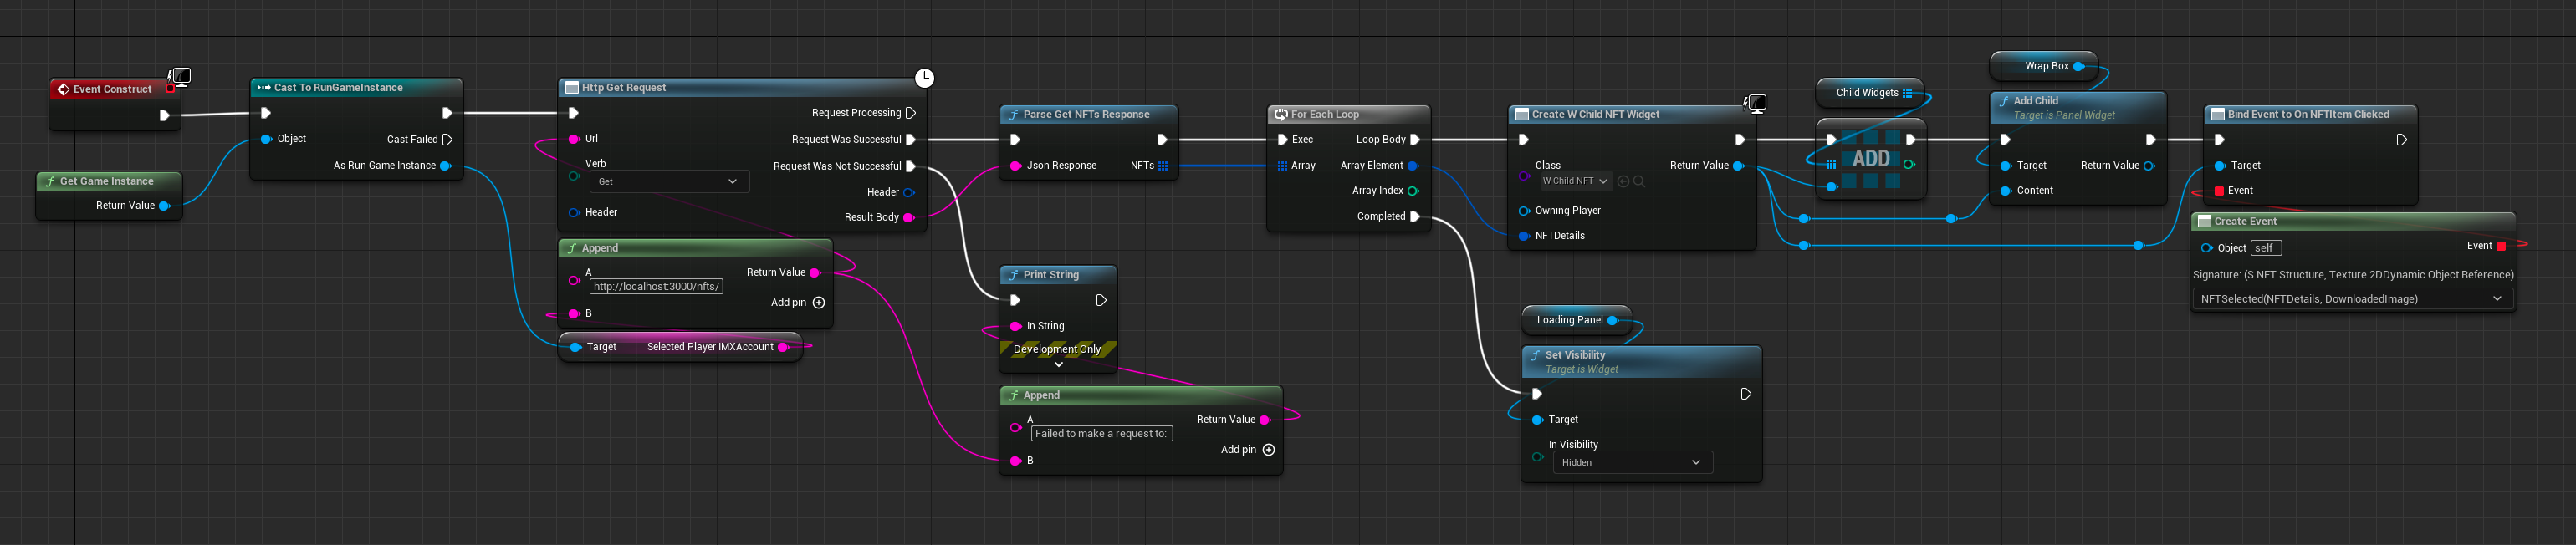 Event Construct
Get Game Instance
Return Value
Cast To RunGameInstance
Object
Cast Failed
As Run Game Instance
Http Get Request
Request Processing
Url
Request Was Successful
Verb
Get
Request Was Not Successful
Header
Header
Result Body
Append
A
http://localhost:3000/nfts/
Return Value
Add pin
B
Target
Selected Player IMXAccount
Parse Get NFTs Response
Json Response
NFTs
Print String
In String
Development Only
Append
A
Failed to make a request to:
Return Value
Add pin
B
For Each Loop
Exec
Loop Body
Array
Array Element
Array Index
Completed
Create W Child NFT Widget
Class
W Child NFT
Return Value
Owning Player
NFTDetails
Loading Panel
Set Visibility
Target is Widget
Target
In Visibility
Hidden
Child Widgets
ADD
Wrap Box
Add Child
Target is Panel Widget
Target
Return Value
Content
Bind Event to On NFTItem Clicked
Target
Event
Create Event
Object
self
Event
Signature: (S NFT Structure, Texture 2DDynamic Object Reference)
NFTSelected(NFTDetails, DownloadedImage)